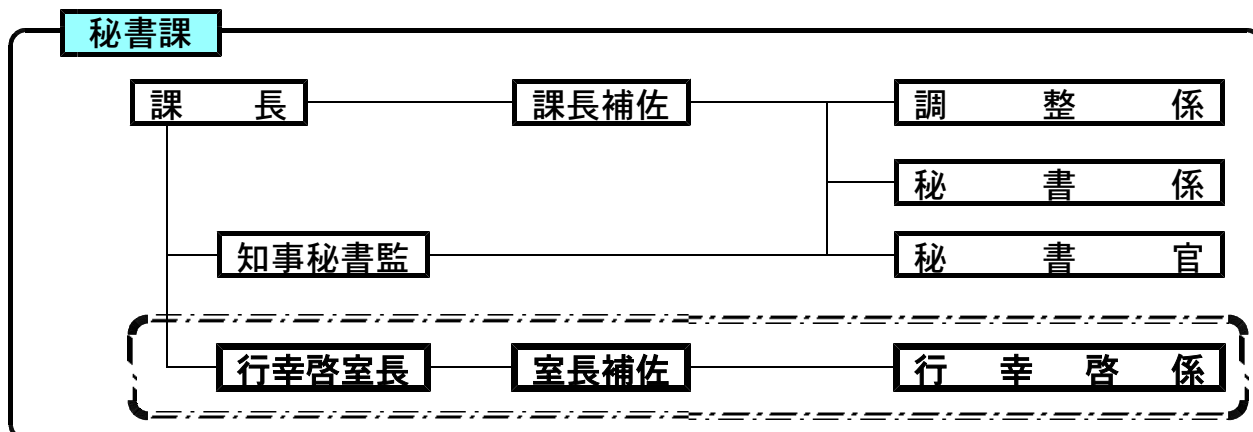 秘書課
課長 課長補佐 調整係
秘書係
知事秘書監 秘書官
行幸啓室長 室長補佐 行幸啓係